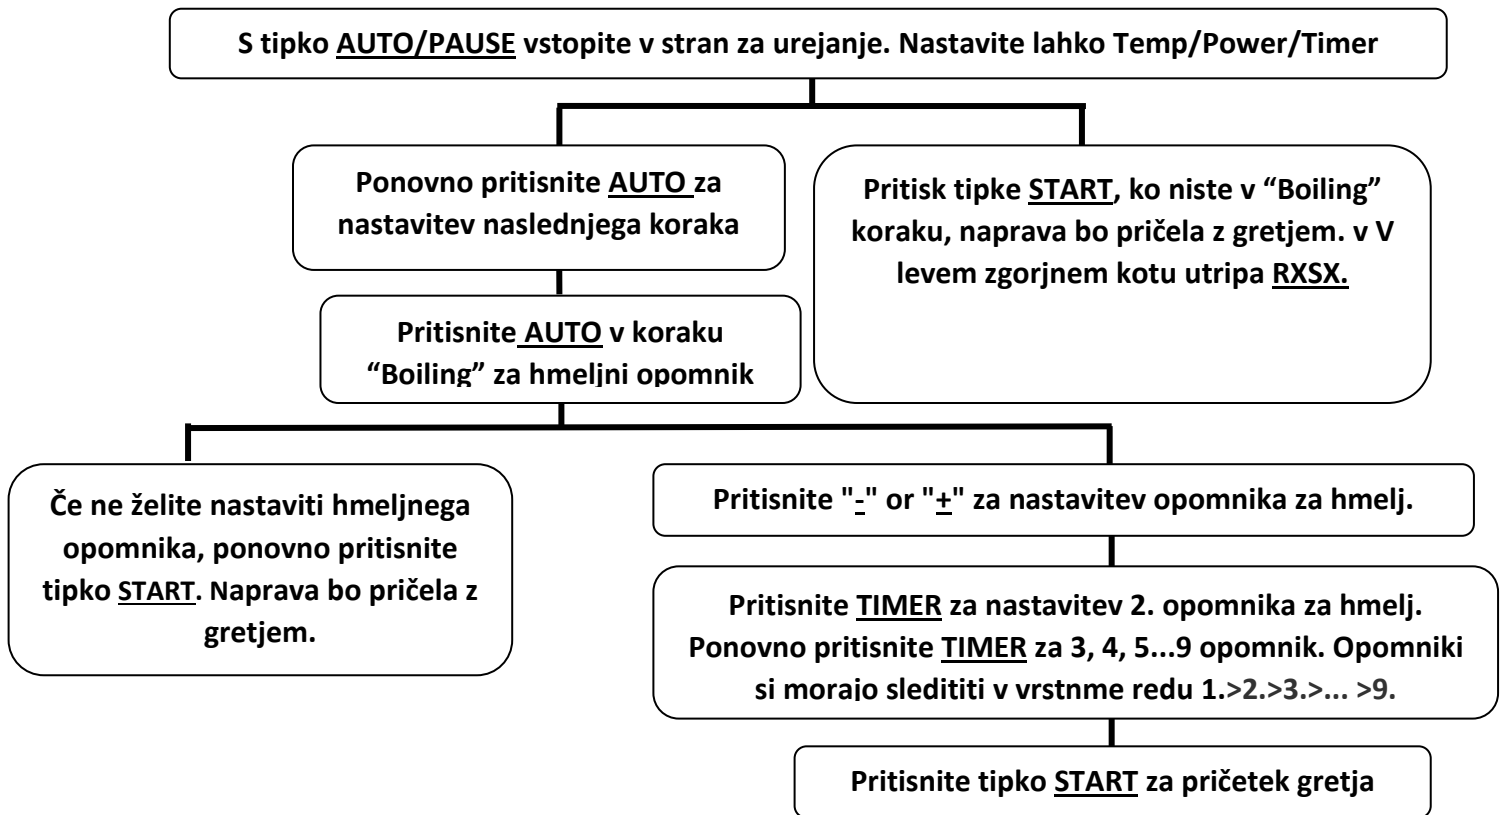 S tipko AUTO/PAUSE vstopite v stran za urejanje. Nastavite lahko Temp/Power/Timer
Ponovno pritisnite AUTO za
nastavitev naslednjega koraka
Pritisk tipke START, ko niste v “Boiling”
koraku, naprava bo pričela z gretjem. v V
levem zgorjnem kotu utripa RXSX.
Pritisnite AUTO v koraku
“Boiling” za hmeljni opomnik
Če ne želite nastaviti hmeljnega
opomnika, ponovno pritisnite
tipko START. Naprava bo pričela z
gretjem.
Pritisnite "-" or "+" za nastavitev opomnika za hmelj.
Pritisnite TIMER za nastavitev 2. opomnika za hmelj.
Ponovno pritisnite TIMER za 3, 4, 5...9 opomnik. Opomniki
si morajo sledititi v vrstnme redu 1.>2.>3.>... >9.
Pritisnite tipko START za pričetek gretja